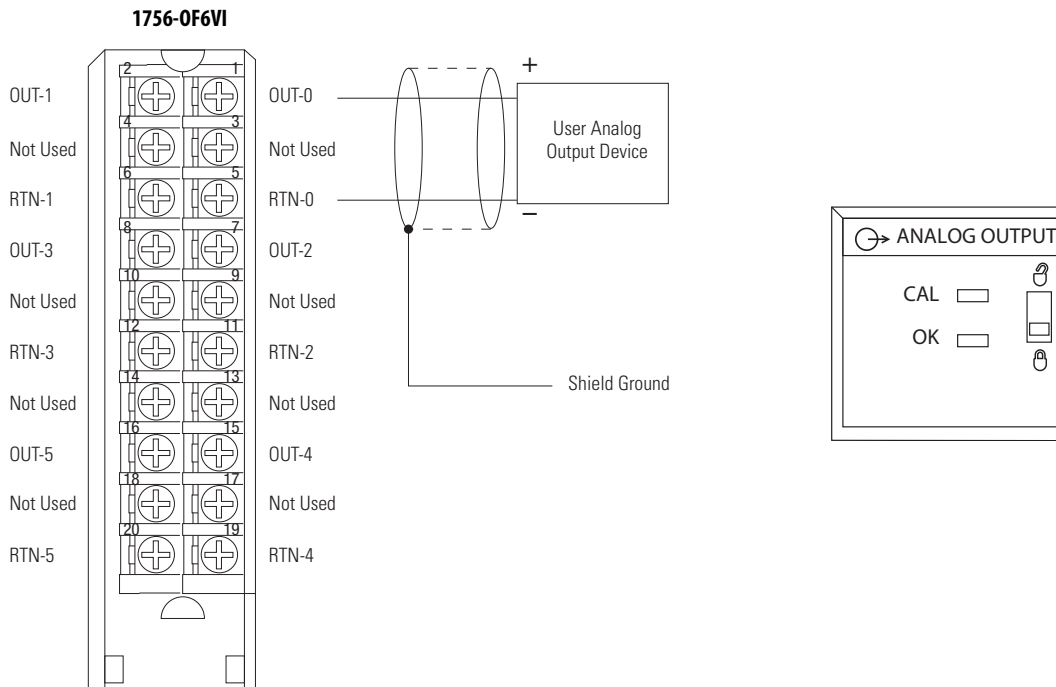 1756-OF6VI
2 1
OUT-1 OUT-0
4 3
Not Used Not Used
6 5
RTN-1 RTN-0
8 7
OUT-3 OUT-2
10 9
Not Used Not Used
12 11
RTN-3 RTN-2
14 13
Not Used Not Used
16 15
OUT-5 OUT-4
18 17
Not Used Not Used
20 19
RTN-5 RTN-4
+
User Analog
Output Device
–
Shield Ground
ANALOG OUTPUT
CAL
OK